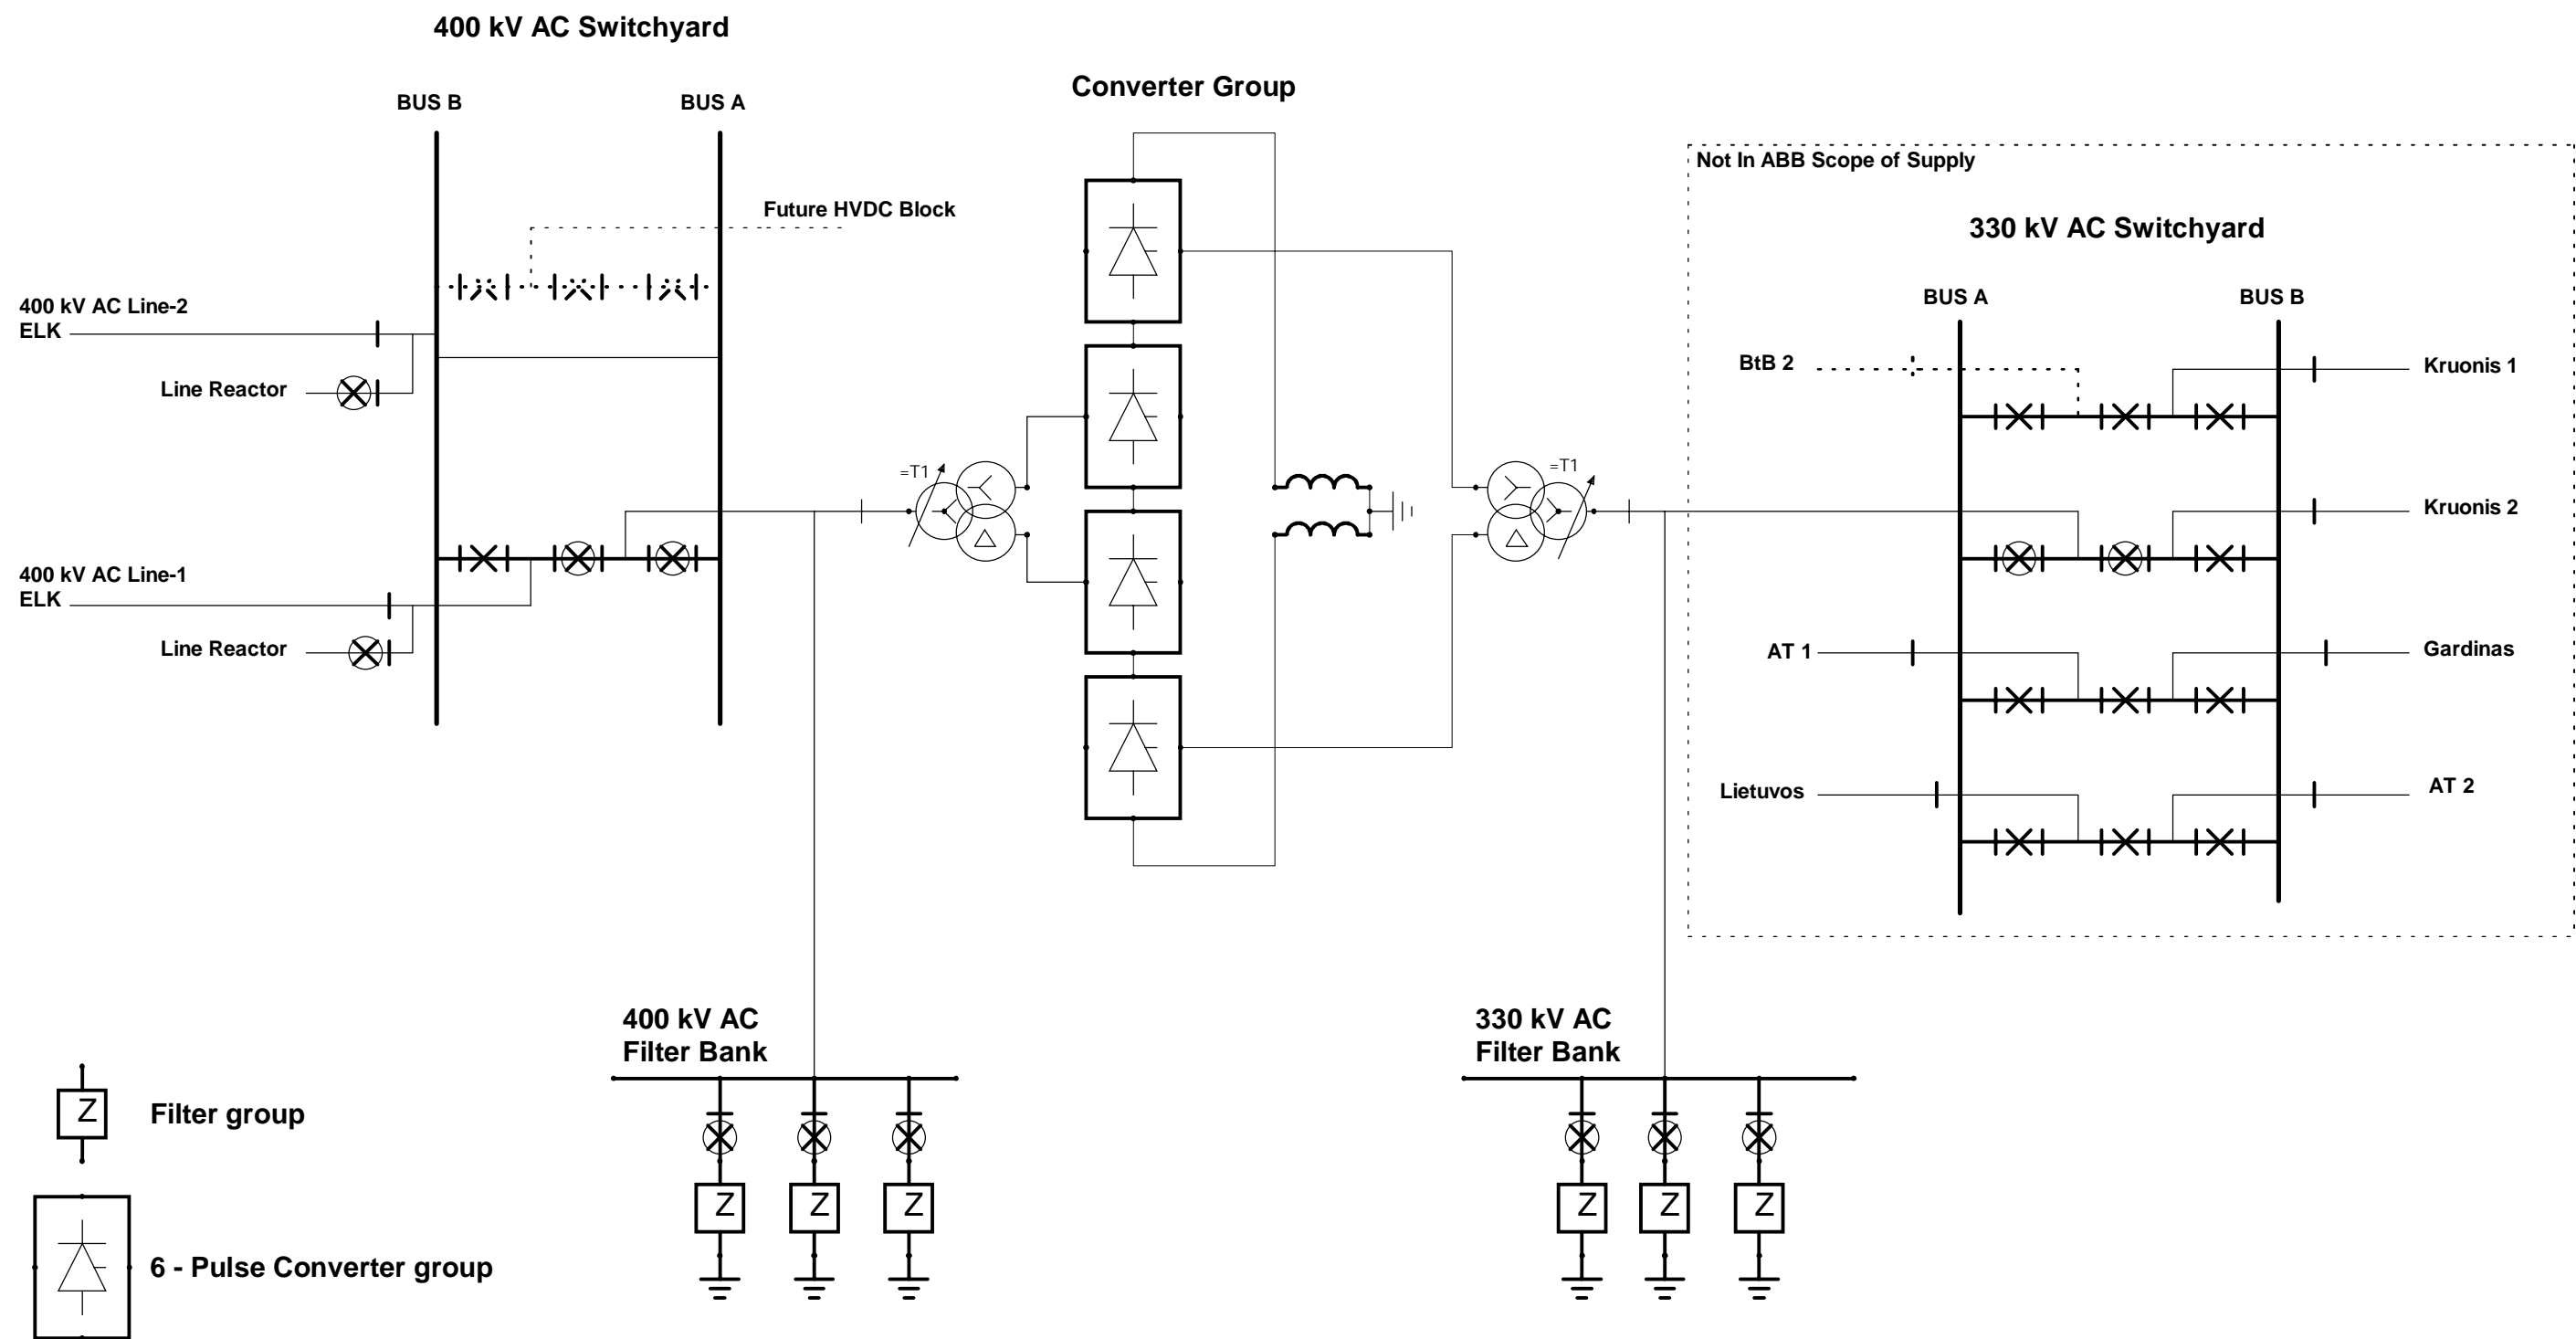 400 kV AC Switchyard
BUS B
BUS A
Future HVDC Block
400 kV AC Line-2
ELK
Line Reactor
400 kV AC Line-1
ELK
Line Reactor
Converter Group
=T1
=T1
Not In ABB Scope of Supply
330 kV AC Switchyard
BUS A
BUS B
BtB 2
Kruonis 1
Kruonis 2
AT 1
Gardinas
Lietuvos
AT 2
400 kV AC
Filter Bank
Z
Z
Z
330 kV AC
Filter Bank
Z
Z
Z
Z
Filter group
6 - Pulse Converter group